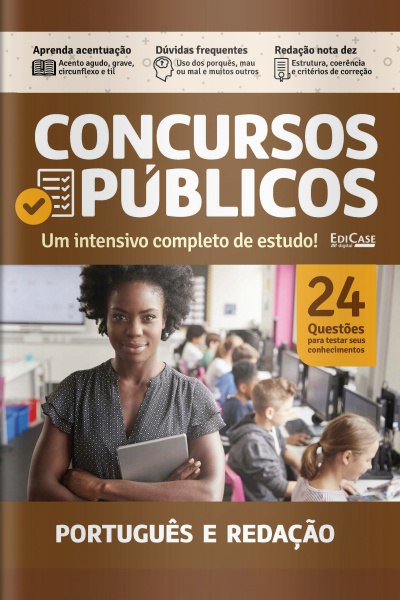 Aprenda acentuação
Acento agudo, grave,
circunflexo e til
Dúvidas frequentes
Uso dos porquês, mau
ou mal e muitos outros
Redação nota dez
Estrutura, coerência
e critérios de correção
CONCURSOS
PÚBLICOS
Um intensivo completo de estudo!
EDICASE
digital
24
Questões
para testar seus
conhecimentos
PORTUGUÊS E REDAÇÃO